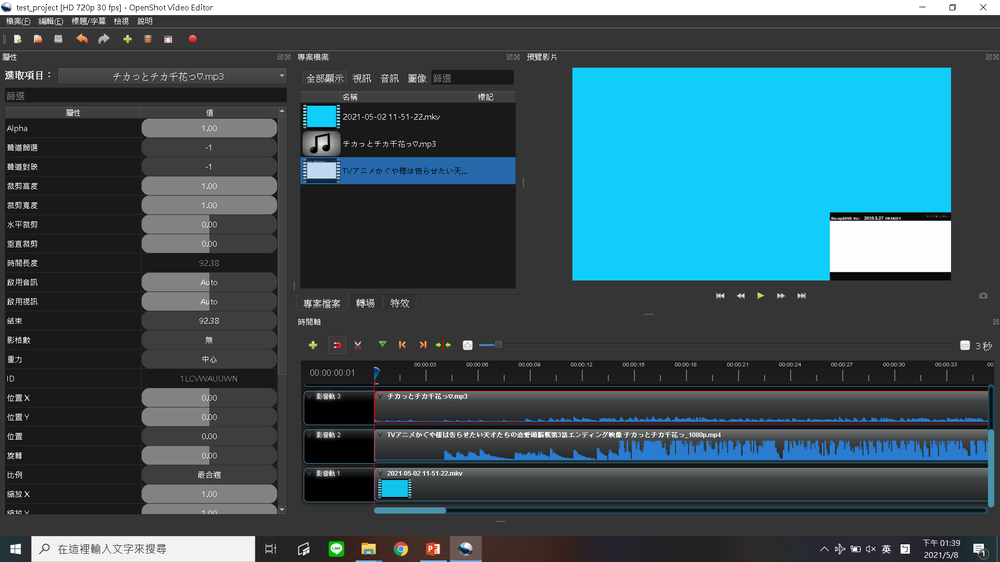 test_project [HD 720p 30 fps] - OpenShot Video Editor
檔案(F) 編輯(E) 標題/字幕 檢視 說明
屬性
選取項目：
チカっとチカ千花っ♡.mp3
篩選
屬性 值
Alpha 1.00
聲道篩選 -1
聲道對映 -1
裁剪高度 1.00
裁剪寬度 1.00
水平裁剪 0.00
垂直裁剪 0.00
時間長度 92.38
啟用音訊 Auto
啟用視訊 Auto
結束 92.38
影格數 無
重力 中心
ID 1LCVWAUUWN
位置 X 0.00
位置 Y 0.00
位置 0.00
旋轉 0.00
比例 最合適
縮放 X 1.00
縮放 Y 1.00
專案檔案
全部顯示 視訊 音訊 圖像 篩選
名稱 標記
2021-05-02 11-51-22.mkv
チカっとチカ千花っ♡.mp3
TVアニメかぐや様は告らせたい天...
專案檔案 轉場 特效
預覽影片
Blu-ray&DVD Vol.1 2019.3.27 ON SALE!!
時間軸
3 秒
00:00:00:01
00:00:03 00:00:06 00:00:09 00:00:12 00:00:15 00:00:18 00:00:21 00:00:24 00:00:27 00:00:30 00:00:33 00
影音軌 3
チカっとチカ千花っ♡.mp3
影音軌 2
TVアニメかぐや様は告らせたい天才たちの恋愛頭脳戦第3話エンディング映像 チカっとチカ千花っ_1080p.mp4
影音軌 1
2021-05-02 11-51-22.mkv
在這裡輸入文字來搜尋
LINE
英
下午 01:39
2021/5/8
1